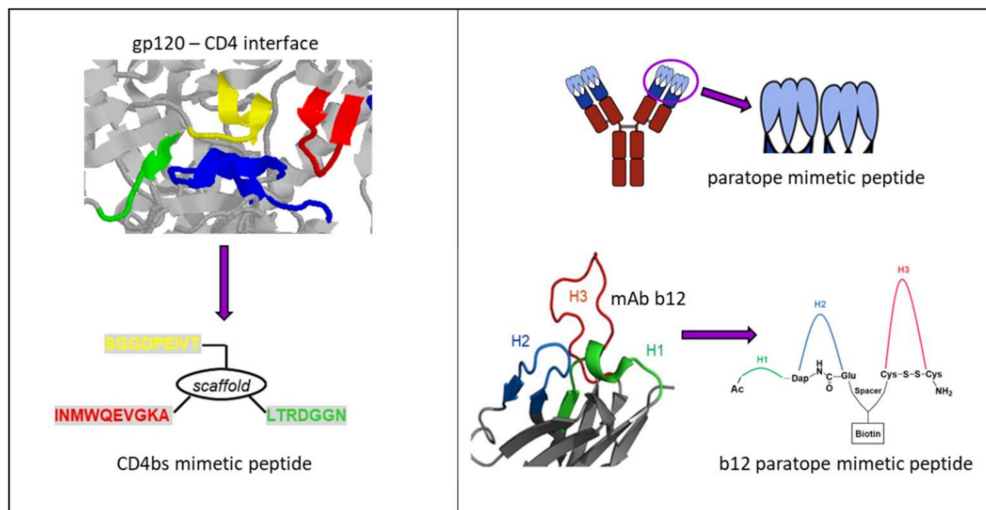 gp120 – CD4 interface
SGGDPEIVT
scaffold
INMWQEVGKA
LTRDGGN
CD4bs mimetic peptide
paratope mimetic peptide
H3
mAb b12
H2
H1
H3
H2
H1
Ac
Dap
H
N
C
O
Glu
Spacer
Cys-S-S-Cys
NH2
Biotin
b12 paratope mimetic peptide